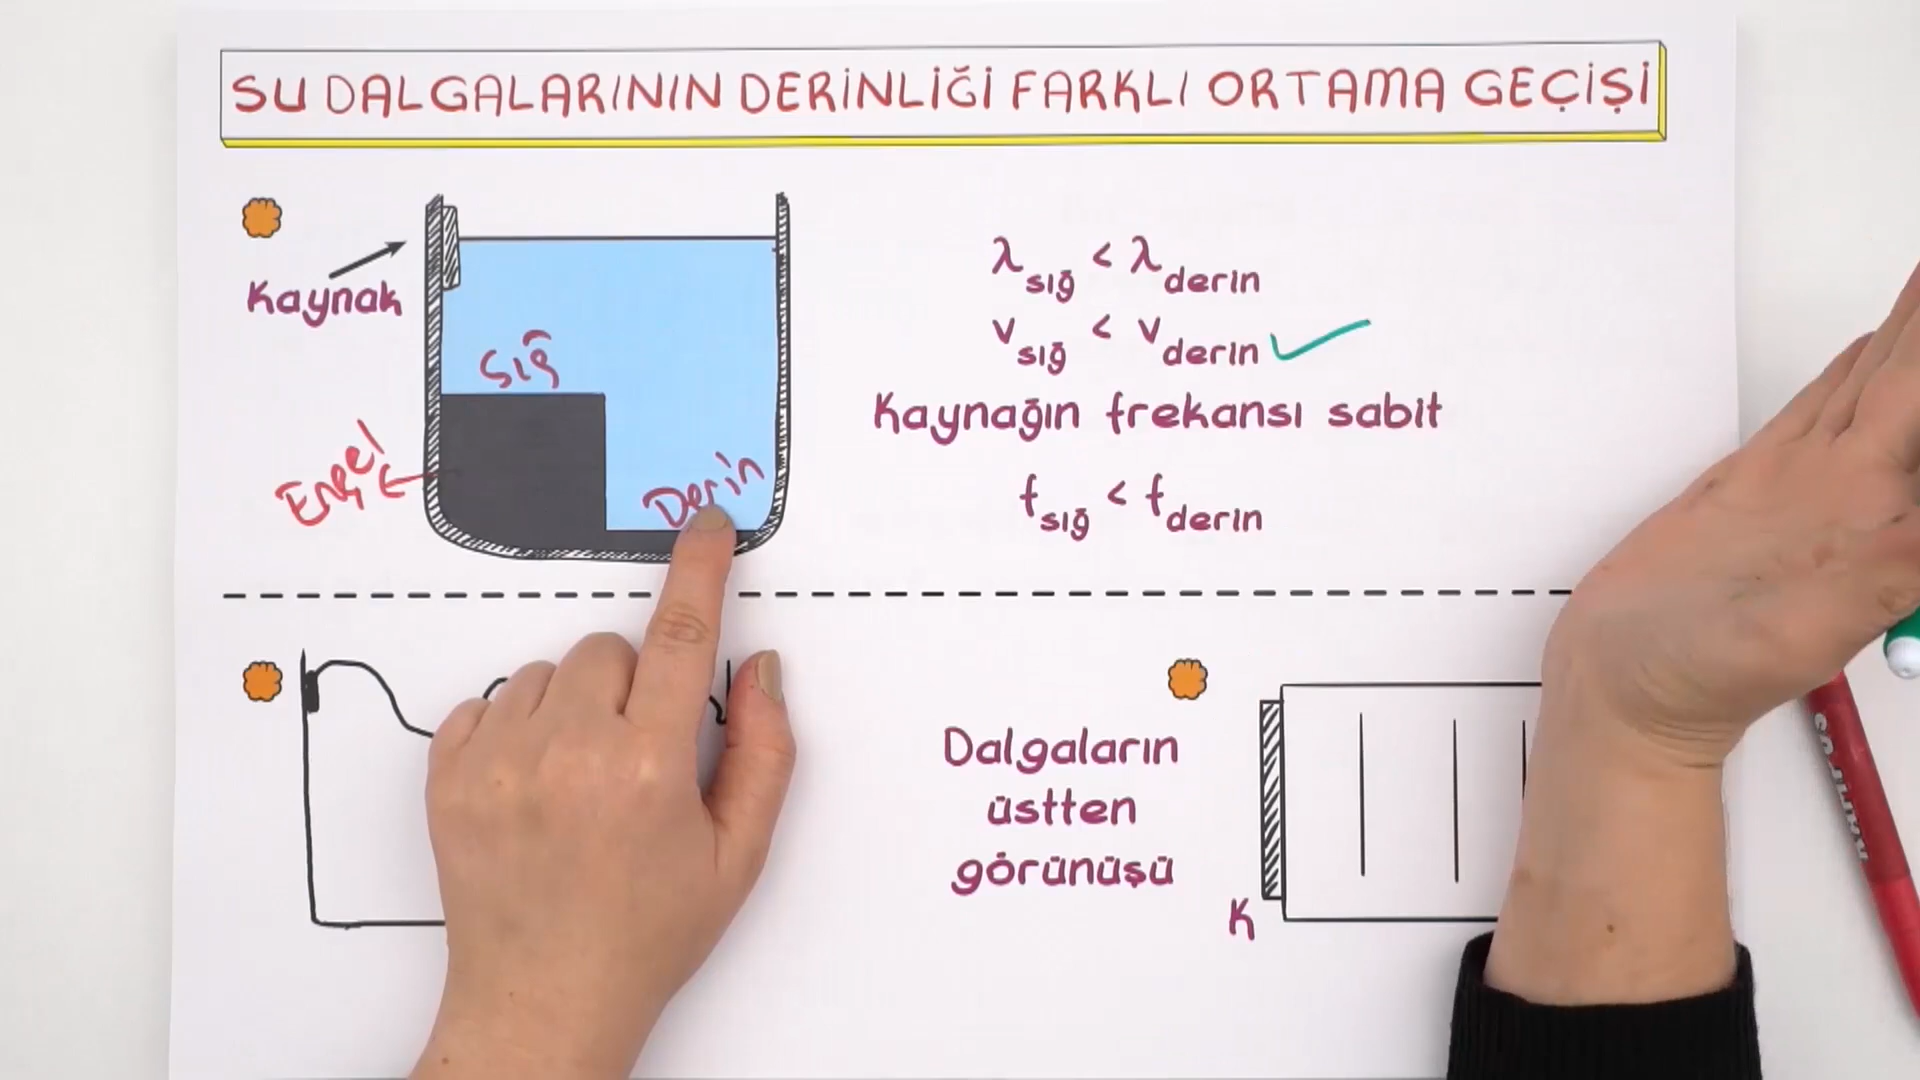 SU DALGALARININ DERİNLİĞİ FARKLI ORTAMA GEÇİŞİ
Kaynak
Sığ
Engel
Derin
λsığ < λderin
vsığ < vderin
Kaynağın frekansı sabit
fsığ < fderin
Dalgaların
üstten
görünüşü
K